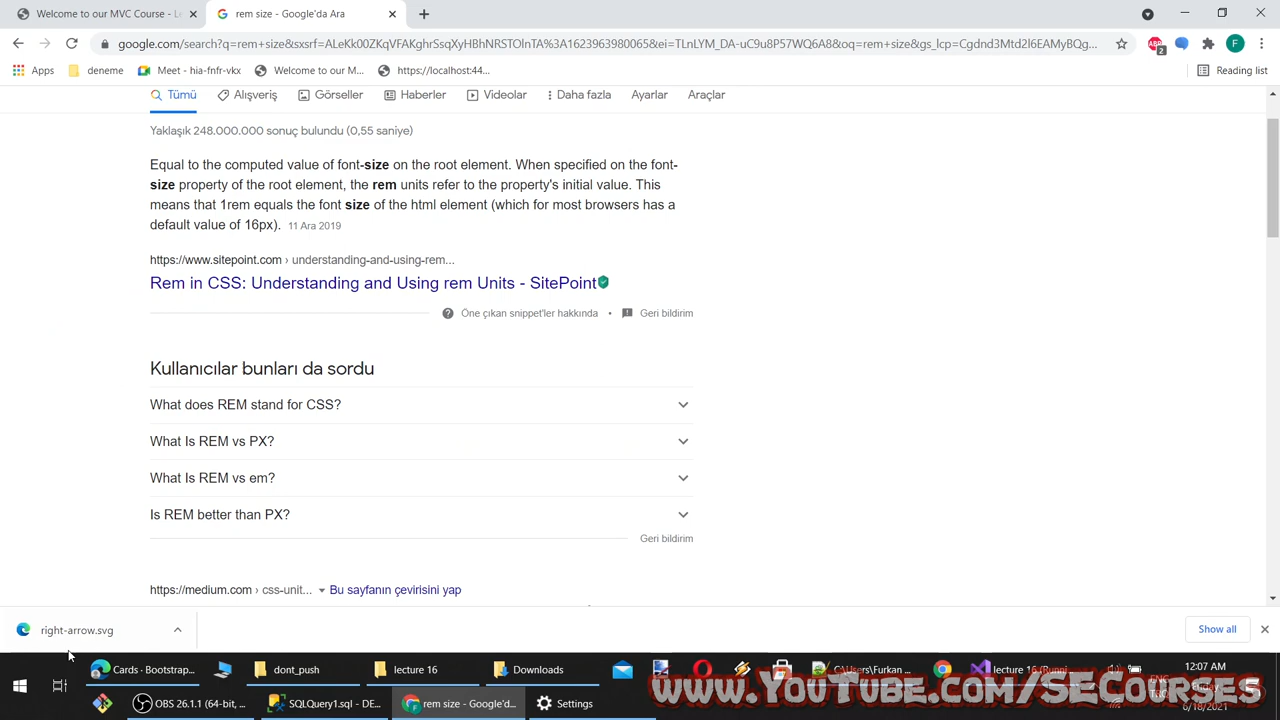 Welcome to our MVC Course - Le
rem size - Google'da Ara
google.com/search?q=rem+size&sxsrf=ALeKk00ZKqVFAKghrSsqvyHBhNRSTOlnTA%3A1623963900065&ei=TLnLYM_DA-uC9u8P57WQ6A8&oq=rem+size&gs_lcp=Cgdnd3Mtd2l6EAMyBQg...
Apps
deneme
Meet - hia-fnfr-vkx
Welcome to our M...
https://localhost:44...
Reading list
Tümü
Alışveriş
Görseller
Haberler
Videolar
Daha fazla
Ayarlar
Araçlar
Yaklaşık 248.000.000 sonuç bulundu (0,55 saniye)
Equal to the computed value of font-size on the root element. When specified on the font-
size property of the root element, the rem units refer to the property's initial value. This
means that 1rem equals the font size of the html element (which for most browsers has a
default value of 16px). 11 Ara 2019
https://www.sitepoint.com › understanding-and-using-rem...
Rem in CSS: Understanding and Using rem Units - SitePoint
Öne çıkan snippet'ler hakkında • Geri bildirim
Kullanıcılar bunları da sordu
What does REM stand for CSS?
What Is REM vs PX?
What Is REM vs em?
Is REM better than PX?
Geri bildirim
https://medium.com › css-unit... Bu sayfanın çevirisini yap
right-arrow.svg
Show all
Cards - Bootstrap...
dont_push
lecture 16
Downloads
C:\Users\Furkan ...
lecture 16 (Runni...
12:07 AM
OBS 26.1.1 (64-bit, ...
SQLQuery1.sql - DE...
rem size - Google'd...
Settings
Friday
6/18/2021
www.YouTube.com/SECourses